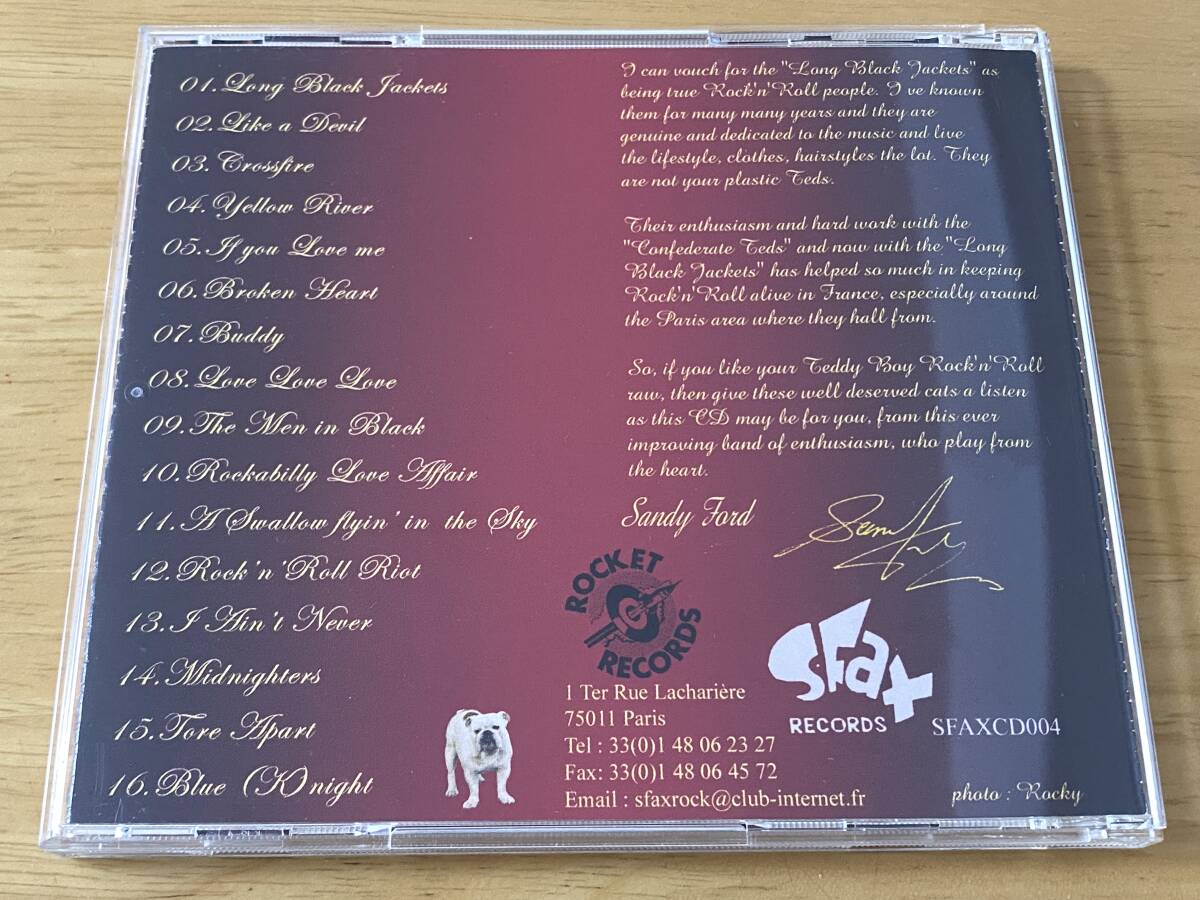 01. Long Black Jackets
02. Like a Devil
03. Crossfire
04. Yellow River
05. If you Love me
06. Broken Heart
07. Buddy
08. Love Love Love
09. The Men in Black
10. Rockabilly Love Affair
11. A Swallow flyin' in the Sky
12. Rock'n'Roll Riot
13. I Ain't Never
14. Midnighters
15. Tore Apart
16. Blue (K)night
I can vouch for the "Long Black Jackets" as
being true Rock'n'Roll people. I ve known
them for many many years and they are
genuine and dedicated to the music and live
the lifestyle, clothes, hairstyles the lot. They
are not your plastic Teds.
Their enthusiasm and hard work with the
"Confederate Teds" and now with the "Long
Black Jackets" has helped so much in keeping
Rock'n'Roll alive in France, especially around
the Paris area where they hall from.
So, if you like your Teddy Boy Rock'n'Roll
raw, then give these well deserved cats a listen
as this CD may be for you, from this ever
improving band of enthusiasm, who play from
the heart.
Sandy Ford
ROCKET
RECORDS
1 Ter Rue Lacharière
75011 Paris
Tel : 33(0)1 48 06 23 27
Fax: 33(0)1 48 06 45 72
Email : sfaxrock@club-internet.fr
SFax
RECORDS
SFAXCD004
photo : Rocky